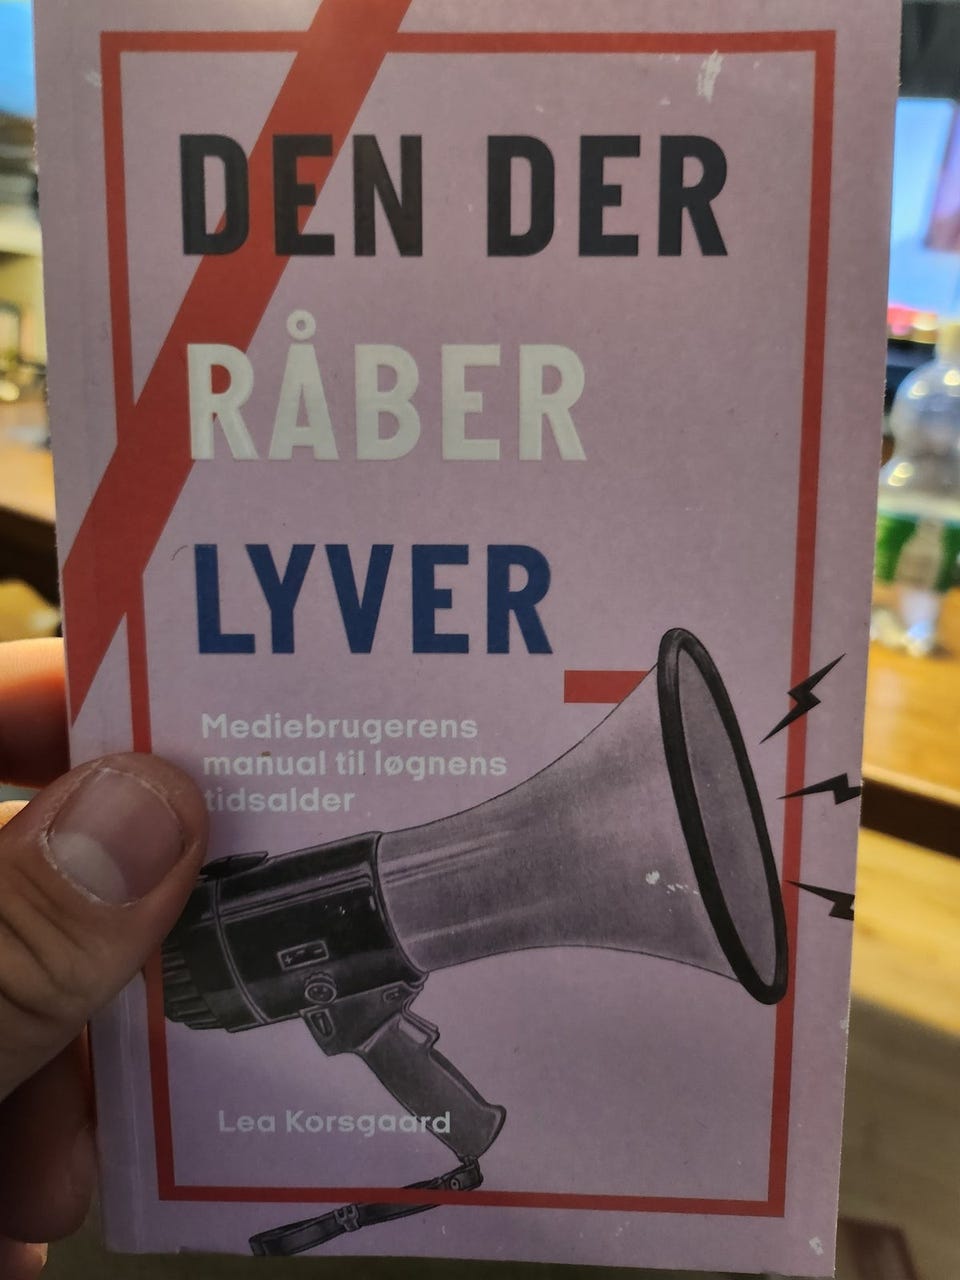 DEN DER
RÅBER
LYVER
Mediebrugerens
manual til løgnens
tidsalder
Lea Korsgaard